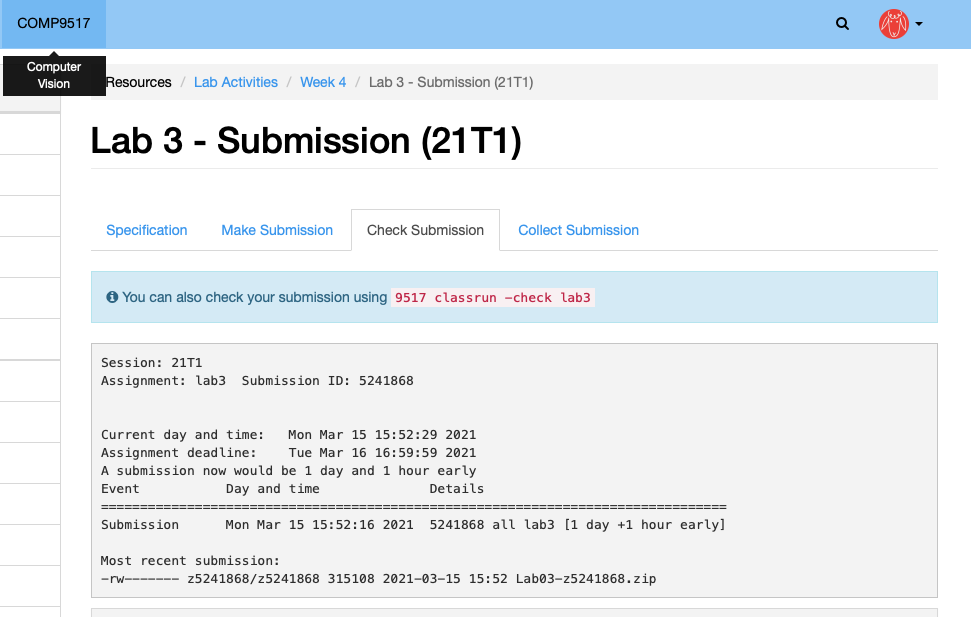 COMP9517
Computer
Vision
Resources / Lab Activities / Week 4 / Lab 3 - Submission (21T1)
Lab 3 - Submission (21T1)
Specification Make Submission Check Submission Collect Submission
You can also check your submission using 9517 classrun -check lab3
Session: 21T1
Assignment: lab3  Submission ID: 5241868
Current day and time:   Mon Mar 15 15:52:29 2021
Assignment deadline:    Tue Mar 16 16:59:59 2021
A submission now would be 1 day and 1 hour early
Event           Day and time              Details
================================================================================
Submission      Mon Mar 15 15:52:16 2021  5241868 all lab3 [1 day +1 hour early]
Most recent submission:
-rw------- z5241868/z5241868 315108 2021-03-15 15:52 Lab03-z5241868.zip